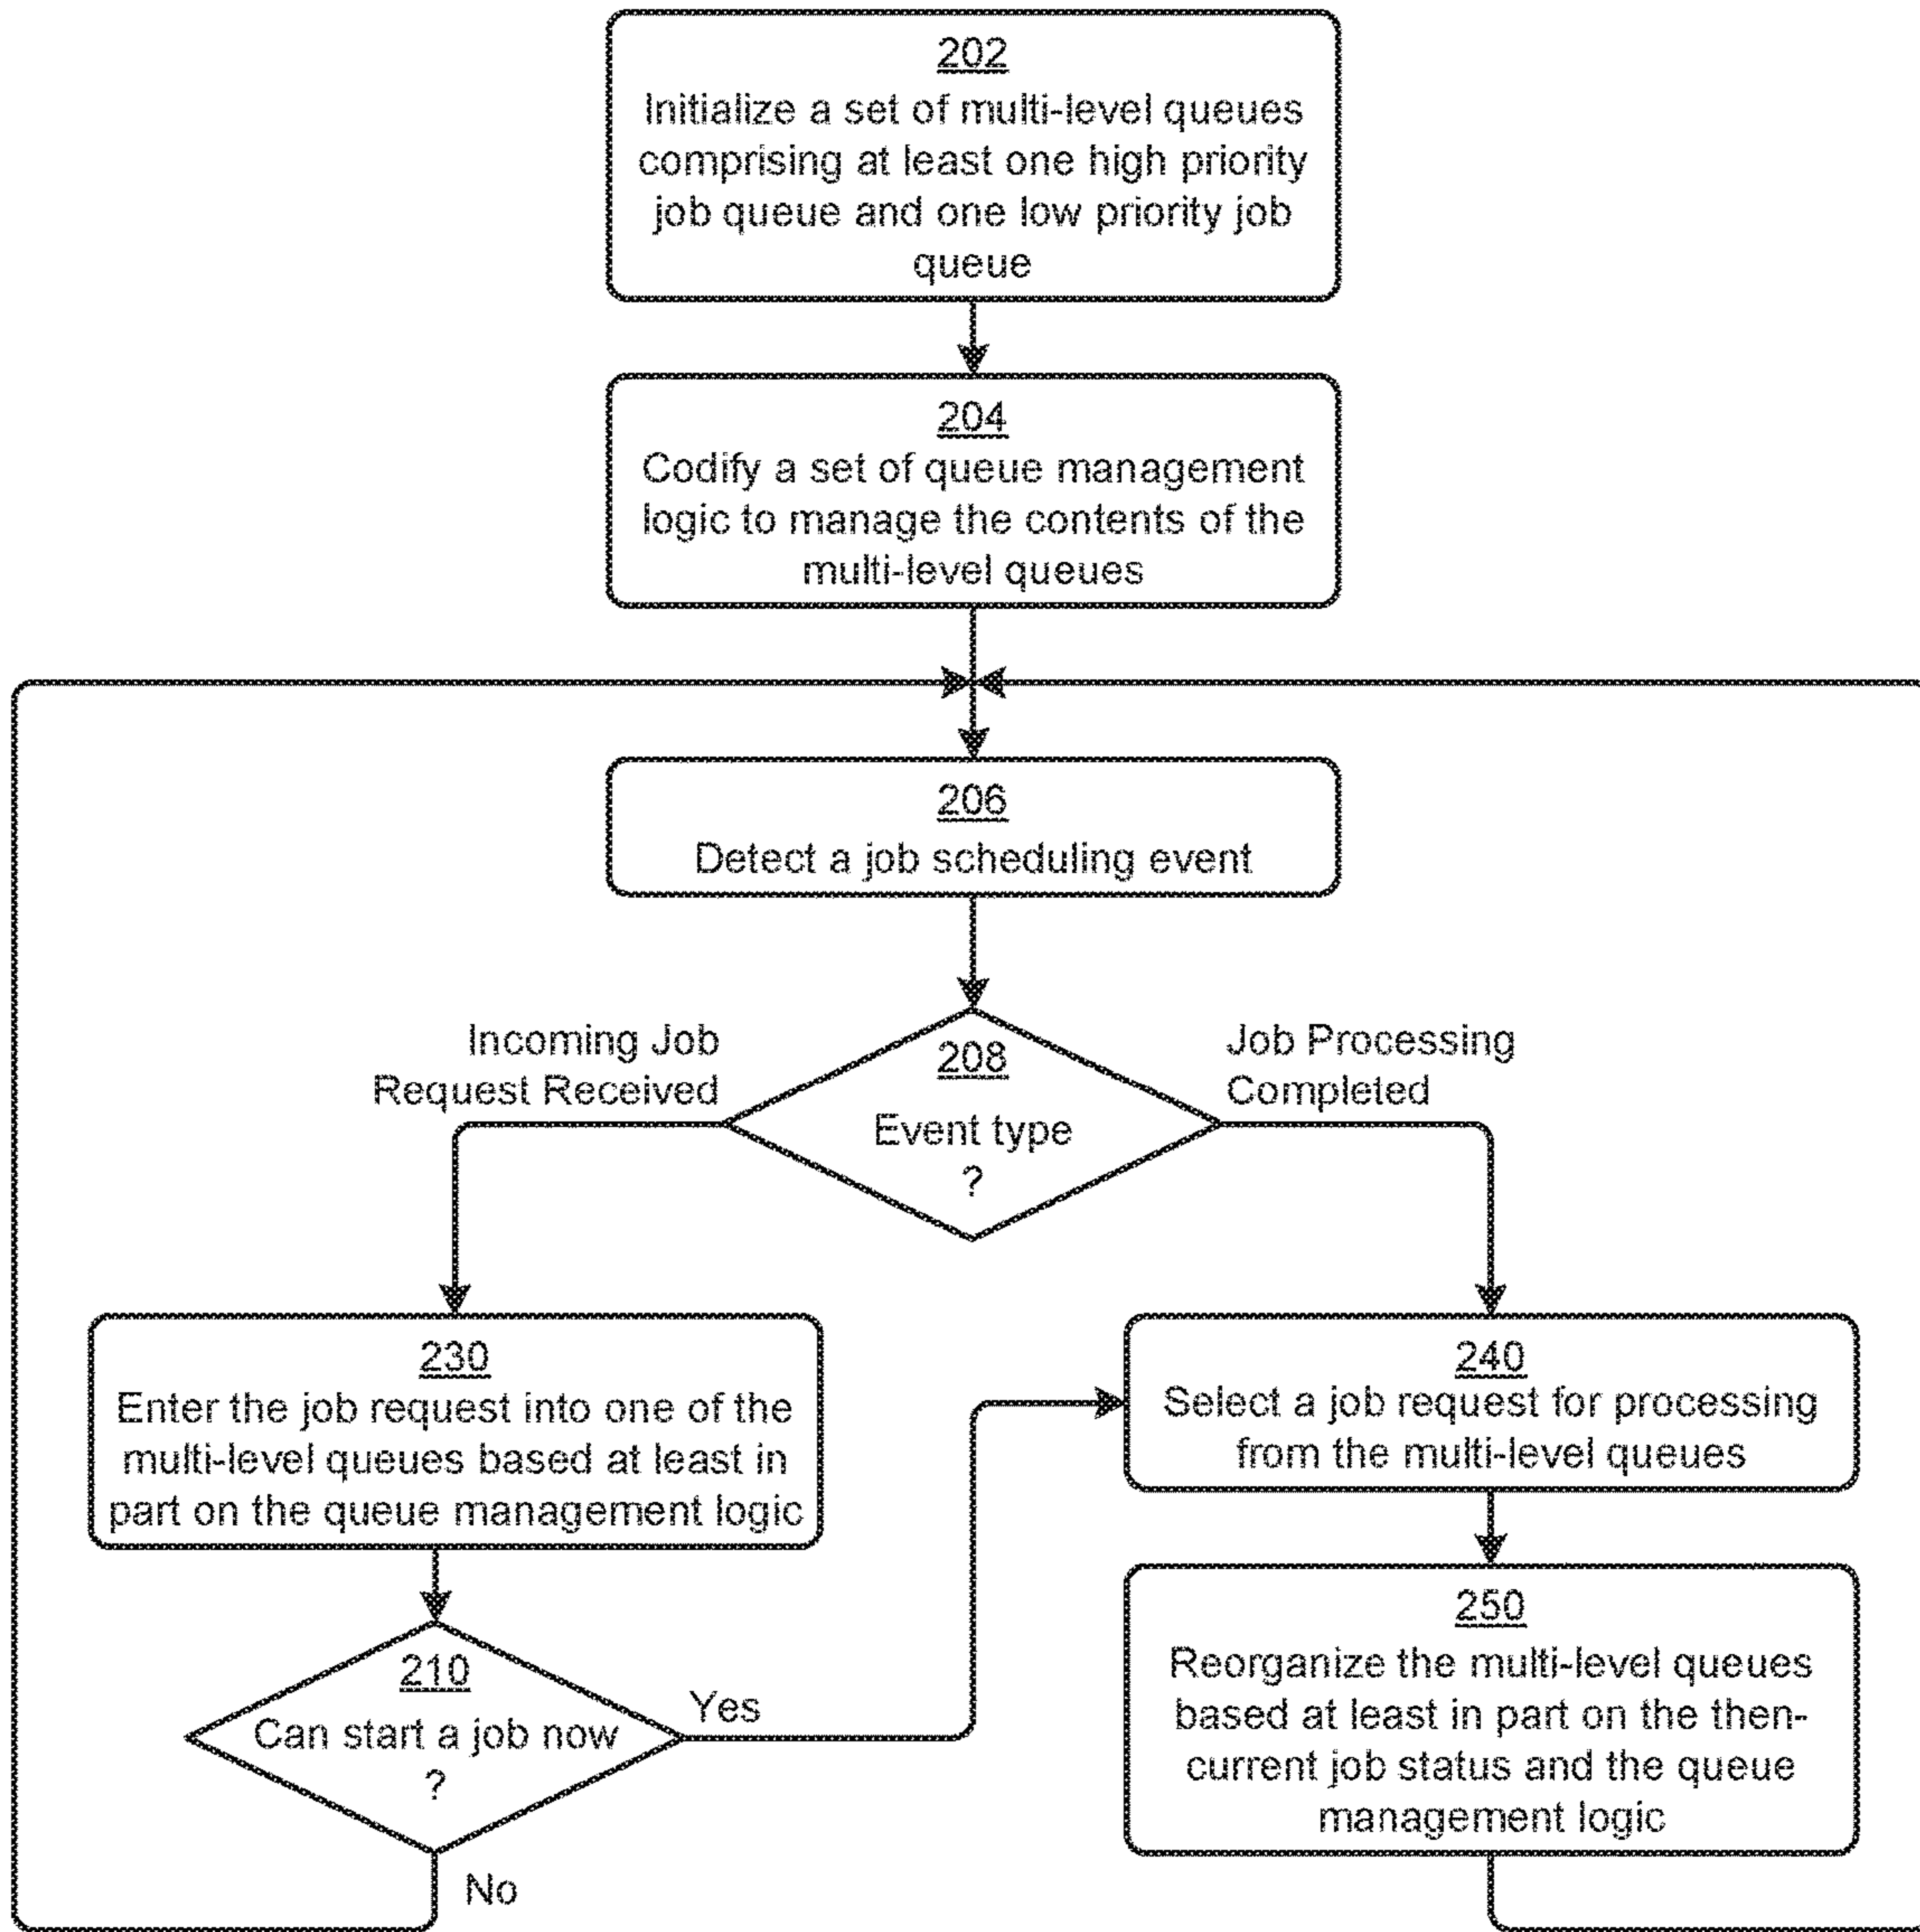 202
Initialize a set of multi-level queues
comprising at least one high priority
job queue and one low priority job
queue
204
Codify a set of queue management
logic to manage the contents of the
multi-level queues
206
Detect a job scheduling event
Incoming Job
Request Received
208
Event type
?
Job Processing
Completed
230
Enter the job request into one of the
multi-level queues based at least in
part on the queue management logic
240
Select a job request for processing
from the multi-level queues
210
Can start a job now
?
Yes
No
250
Reorganize the multi-level queues
based at least in part on the then-
current job status and the queue
management logic